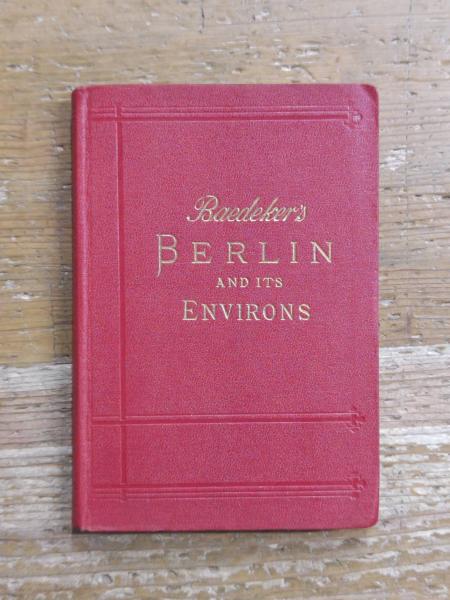 Baedeker's
BERLIN
AND ITS
ENVIRONS